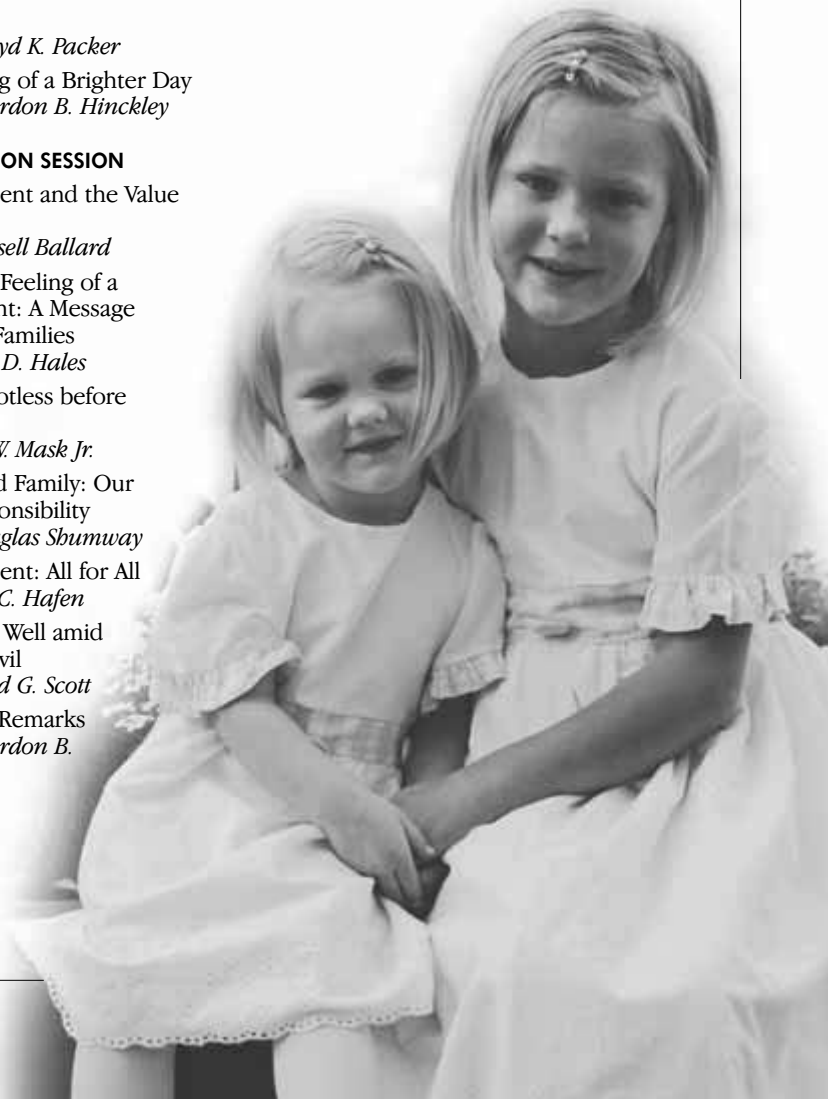 yd K. Packer
g of a Brighter Day
rdon B. Hinckley
ON SESSION
ent and the Value
sell Ballard
Feeling of a
nt: A Message
Families
D. Hales
otless before
W. Mask Jr.
d Family: Our
onsibility
glas Shumway
ent: All for All
C. Hafen
Well amid
vil
d G. Scott
Remarks
rdon B.